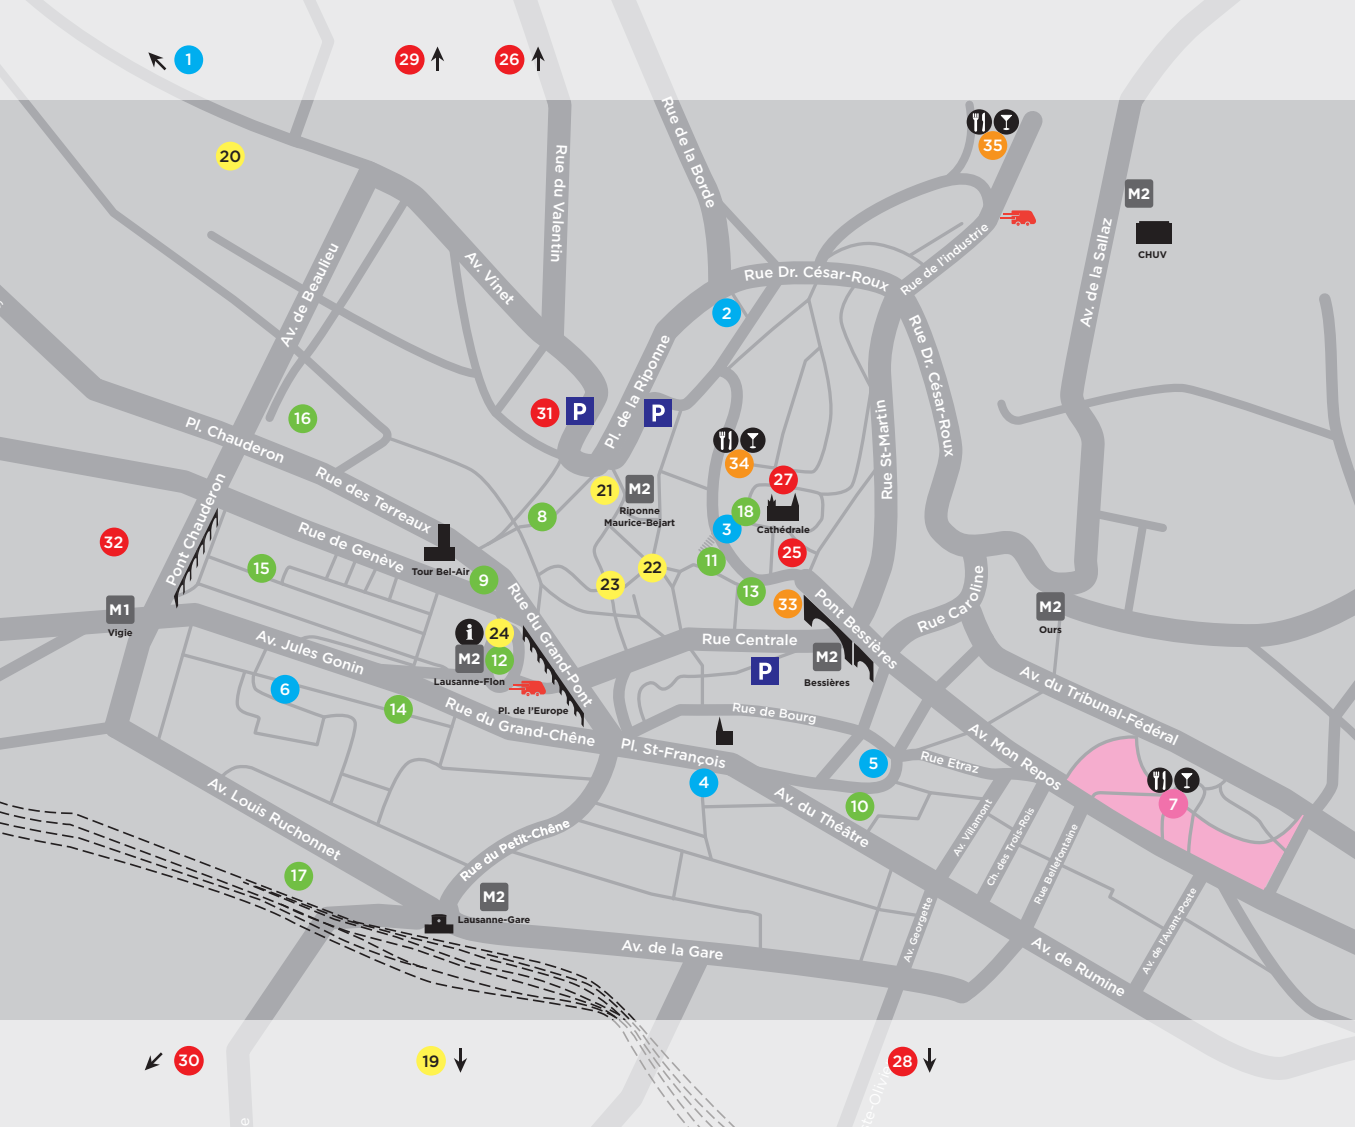 1
29
26
Rue de la Borde
35
20
Rue du Valentin
M2
CHUV
Av. de Beaulieu
Av. Vinet
Rue Dr. César-Roux
Rue de l'industrie
Av. de la Sallaz
2
Pl. de la Riponne
Rue Dr. César-Roux
16
31
P
P
Rue St-Martin
Pl. Chauderon
34
27
Rue des Terreaux
21
M2
Riponne
Maurice-Bejart
8
18
3
Cathédrale
32
Pont Chauderon
Rue de Genève
Tour Bel-Air
25
15
9
22
11
23
13
33
M1
Vigie
Rue du Grand-Pont
Pont Bessières
Rue Caroline
M2
Ours
24
Av. Jules Gonin
M2
12
Lausanne-Flon
Rue Centrale
M2
Bessières
P
6
14
Pl. de l'Europe
Rue du Grand-Chêne
Rue de Bourg
Av. du Tribunal-Fédéral
Pl. St-François
Av. Mon Repos
4
5
Rue Etraz
7
10
Av. Louis Ruchonnet
Av. du Théâtre
Av. Villamont
Ch. des Trois-Rois
Rue Bellefontaine
Rue du Petit-Chêne
17
M2
Lausanne-Gare
Av. de la Gare
Av. Georgette
Av. de l'Avant-Poste
Av. de Rumine
30
19
28
te-Olivi
e